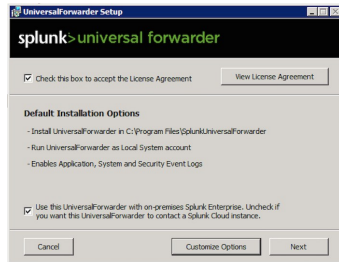 UniversalForwarder Setup
splunk>universal forwarder
Check this box to accept the License Agreement
View License Agreement
Default Installation Options
- Install UniversalForwarder in C:\Program Files\SplunkUniversalForwarder
- Run UniversalForwarder as Local System account
- Enables Application, System and Security Event Logs
Use this UniversalForwarder with on-premises Splunk Enterprise. Uncheck if
you want this UniversalForwarder to contact a Splunk Cloud instance.
Cancel
Customize Options
Next